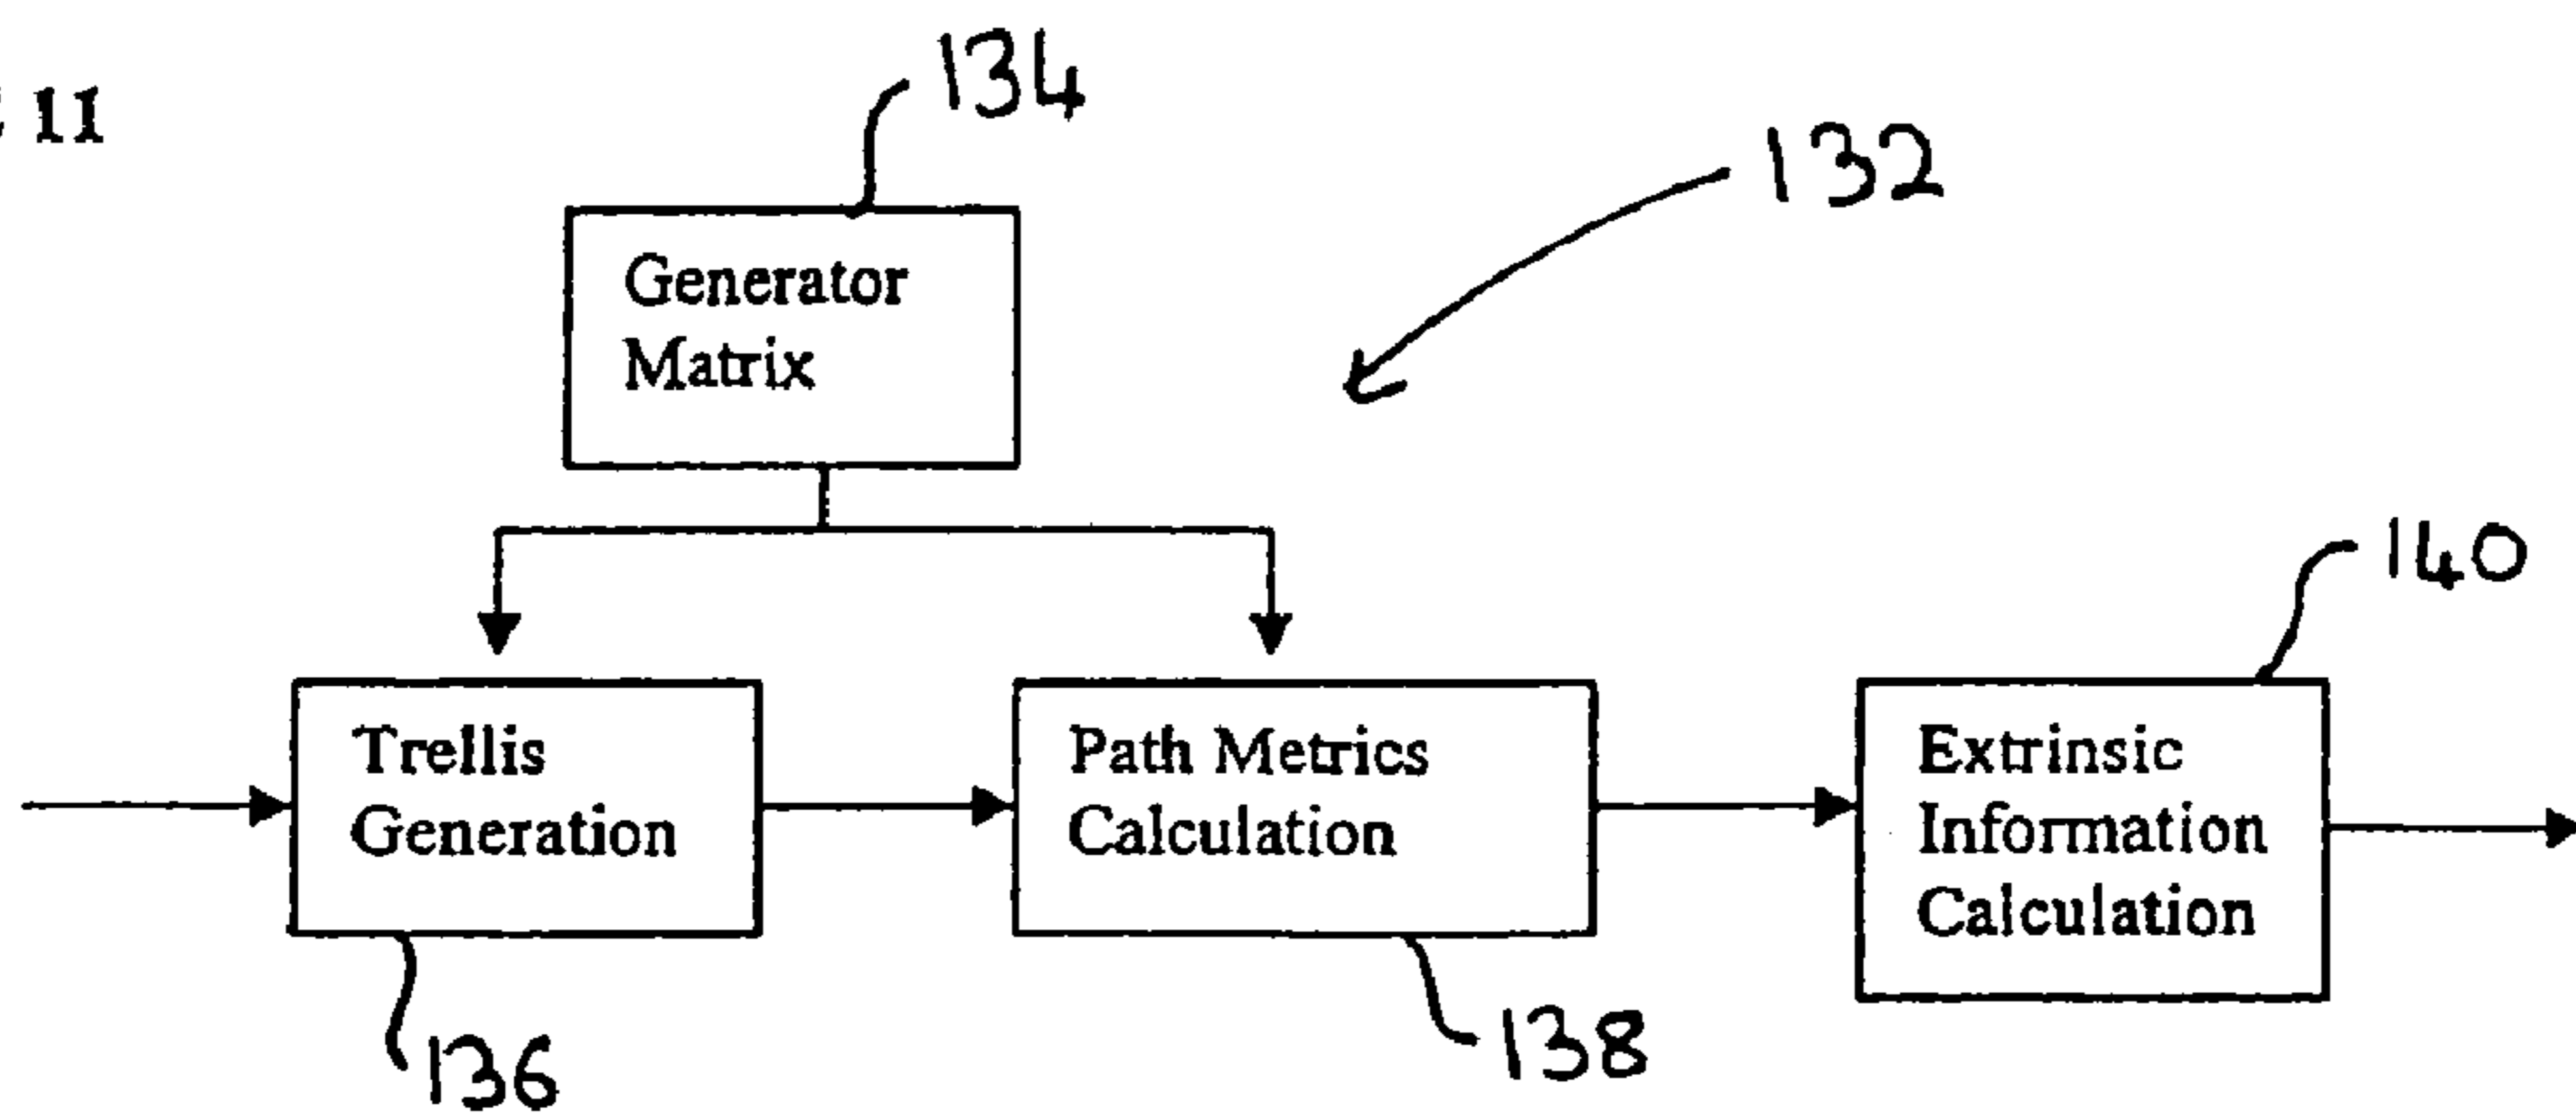 11
134
132
Generator
Matrix
140
Trellis
Generation
Path Metrics
Calculation
Extrinsic
Information
Calculation
136
138